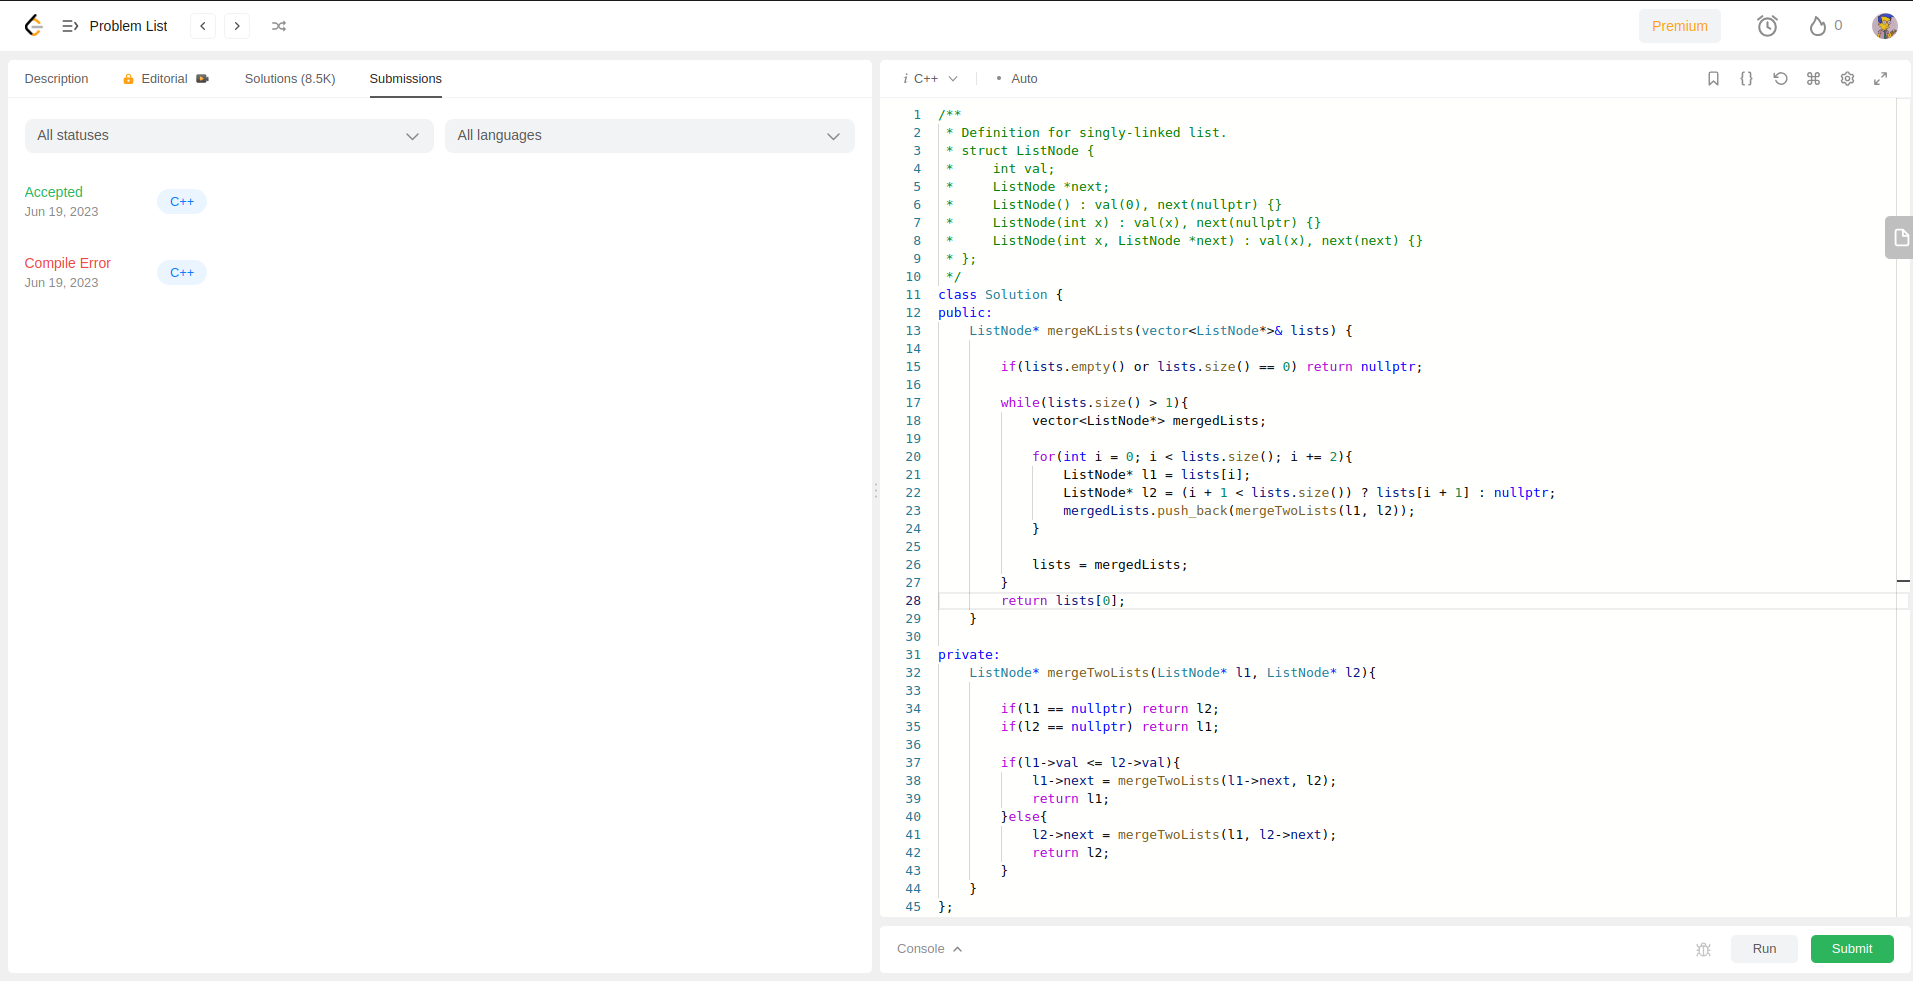 Problem List
Premium
0
Description
Editorial
Solutions (8.5K)
Submissions
All statuses
All languages
Accepted
Jun 19, 2023
C++
Compile Error
Jun 19, 2023
C++
i C++
• Auto
1 /**
2  * Definition for singly-linked list.
3  * struct ListNode {
4  *     int val;
5  *     ListNode *next;
6  *     ListNode() : val(0), next(nullptr) {}
7  *     ListNode(int x) : val(x), next(nullptr) {}
8  *     ListNode(int x, ListNode *next) : val(x), next(next) {}
9  * };
10  */
11 class Solution {
12 public:
13     ListNode* mergeKLists(vector<ListNode*>& lists) {
14
15         if(lists.empty() or lists.size() == 0) return nullptr;
16
17         while(lists.size() > 1){
18             vector<ListNode*> mergedLists;
19
20             for(int i = 0; i < lists.size(); i += 2){
21                 ListNode* l1 = lists[i];
22                 ListNode* l2 = (i + 1 < lists.size()) ? lists[i + 1] : nullptr;
23                 mergedLists.push_back(mergeTwoLists(l1, l2));
24             }
25
26             lists = mergedLists;
27         }
28         return lists[0];
29     }
30
31 private:
32     ListNode* mergeTwoLists(ListNode* l1, ListNode* l2){
33
34         if(l1 == nullptr) return l2;
35         if(l2 == nullptr) return l1;
36
37         if(l1->val <= l2->val){
38             l1->next = mergeTwoLists(l1->next, l2);
39             return l1;
40         }else{
41             l2->next = mergeTwoLists(l1, l2->next);
42             return l2;
43         }
44     }
45 };
Console
Run
Submit